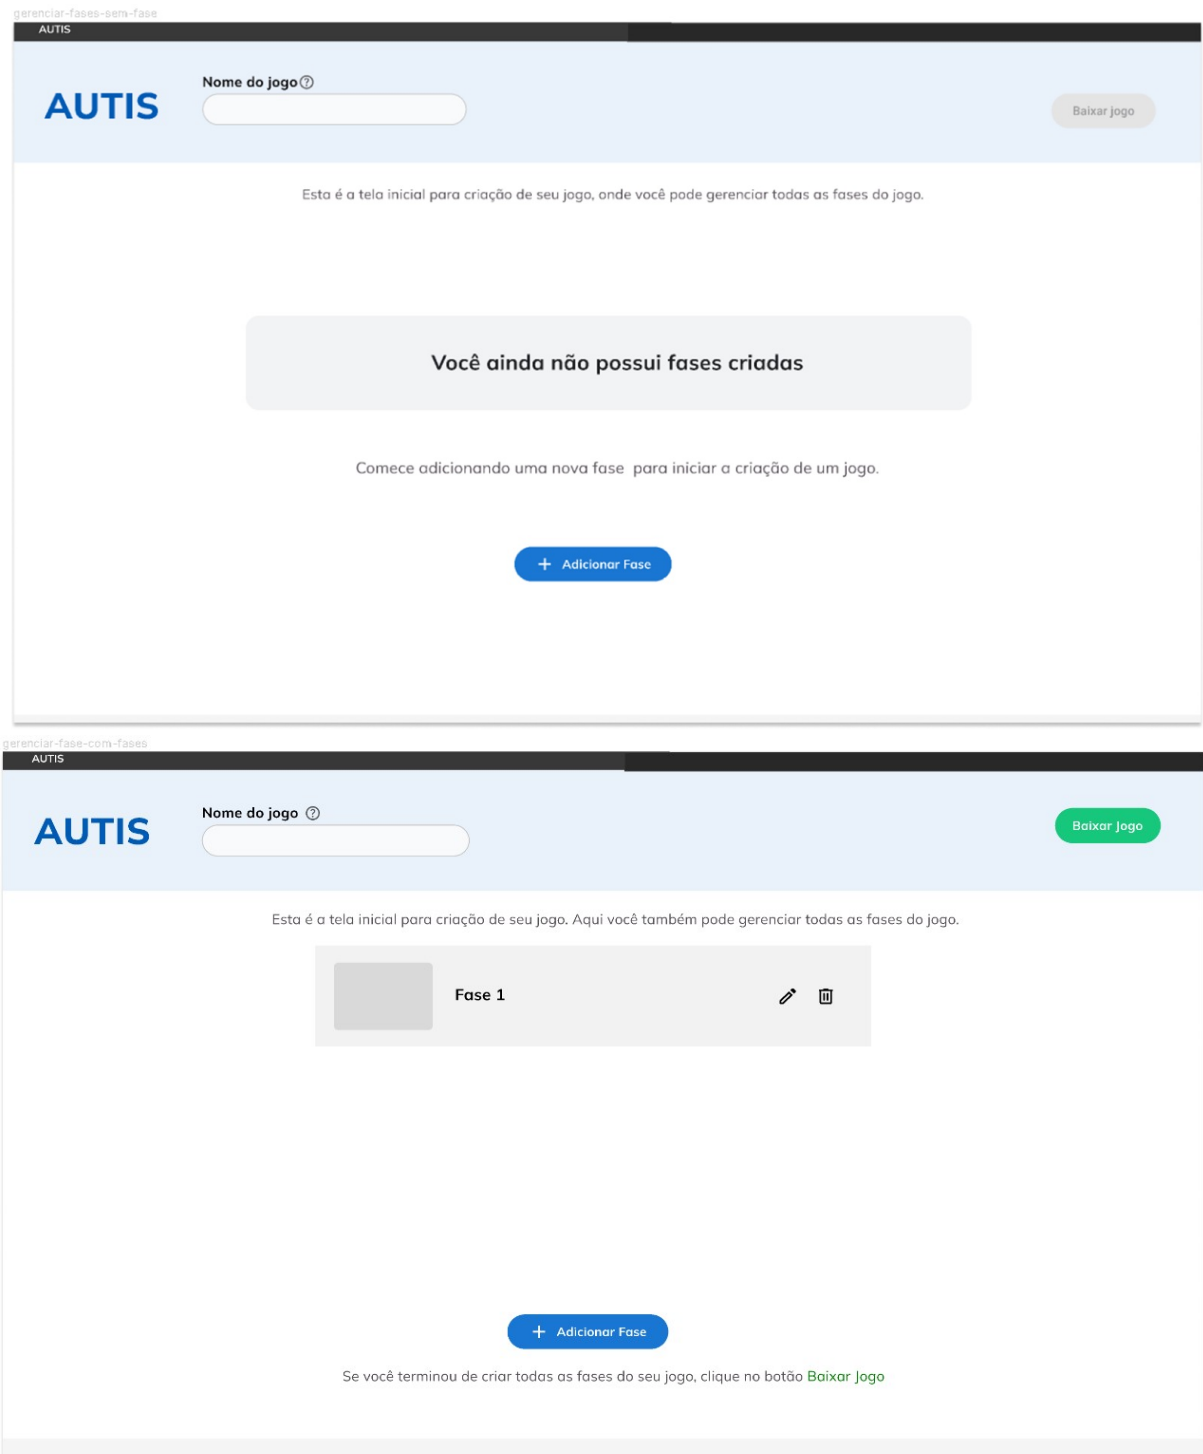 gerenciar-fases-sem-fase
AUTIS
AUTIS
Nome do jogo
Baixar jogo
Esta é a tela inicial para criação de seu jogo, onde você pode gerenciar todas as fases do jogo.
Você ainda não possui fases criadas
Comece adicionando uma nova fase para iniciar a criação de um jogo.
+ Adicionar Fase
gerenciar-fase-com-fases
AUTIS
AUTIS
Nome do jogo
Baixar Jogo
Esta é a tela inicial para criação de seu jogo. Aqui você também pode gerenciar todas as fases do jogo.
Fase 1
+ Adicionar Fase
Se você terminou de criar todas as fases do seu jogo, clique no botão Baixar Jogo